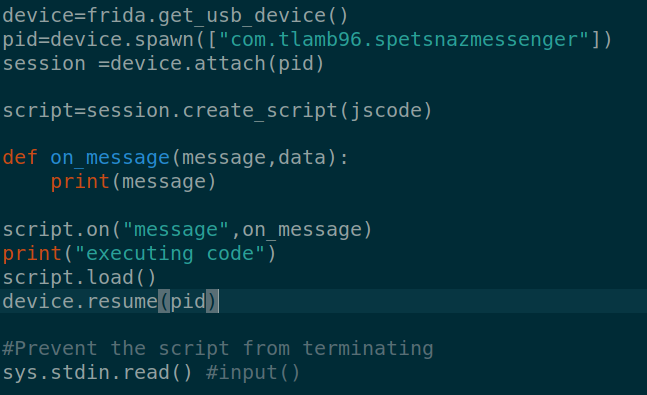 device=frida.get_usb_device()
pid=device.spawn(["com.tlamb96.spetsnazmessenger"])
session =device.attach(pid)
script=session.create_script(jscode)
def on_message(message,data):
    print(message)
script.on("message",on_message)
print("executing code")
script.load()
device.resume(pid)
#Prevent the script from terminating
sys.stdin.read() #input()